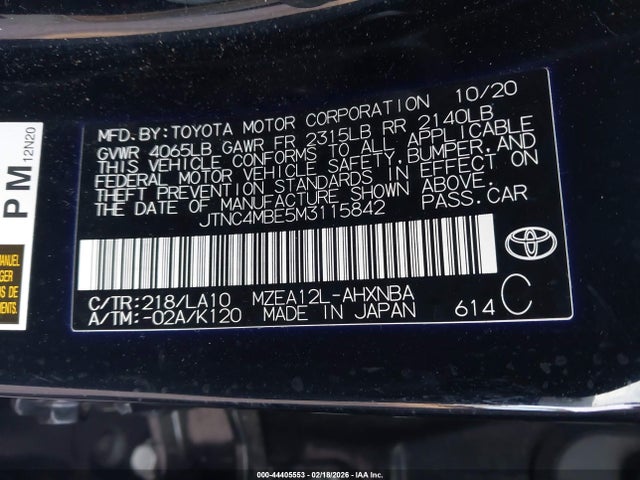 MFD. BY: TOYOTA MOTOR CORPORATION 10/20
GVWR 4065LB GAWR FR 2315LB RR 2140LB
THIS VEHICLE CONFORMS TO ALL APPLICABLE
FEDERAL MOTOR VEHICLE SAFETY, BUMPER, AND
THEFT PREVENTION STANDARDS IN EFFECT ON
THE DATE OF MANUFACTURE SHOWN ABOVE.
JTNC4MBE5M3115842 PASS. CAR
C/TR: 218/LA10 MZEA12L-AHXNBA
A/TM: -02A/K120 MADE IN JAPAN 614 C
PM
12N20
MANUEL
000-44405553 - 02/18/2026 - IAA Inc.